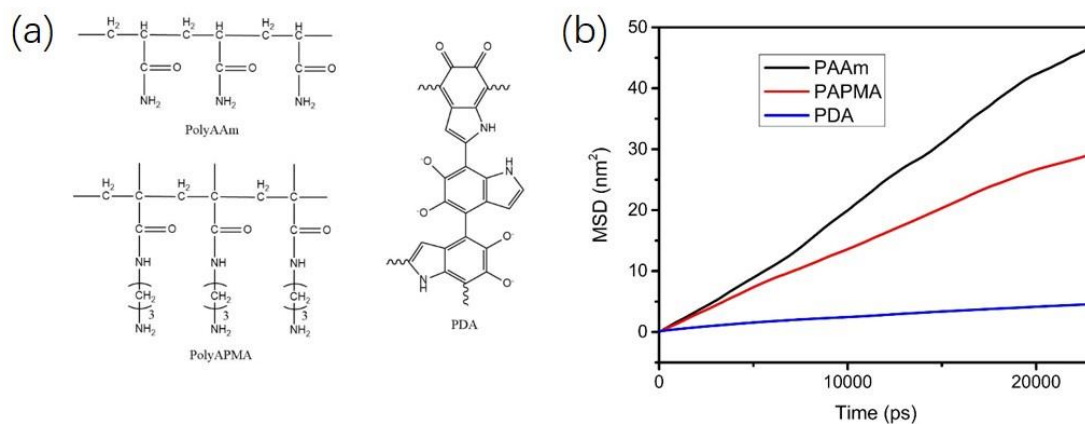 (a)
H₂ H H₂ H H₂ H
C C C C C C
C=O C=O C=O
NH₂ NH₂ NH₂
PolyAAm
H₂ H₂ H₂
C C C C C C
C=O C=O C=O
NH NH NH
(CH₂)3 (CH₂)3 (CH₂)3
NH₂ NH₂ NH₂
PolyAPMA
O O
NH
H
N
⁻O
⁻O
O⁻
O⁻
N
H
PDA
(b)
50
40
30
20
10
0
MSD (nm²)
PAAm
PAPMA
PDA
0 10000 20000
Time (ps)